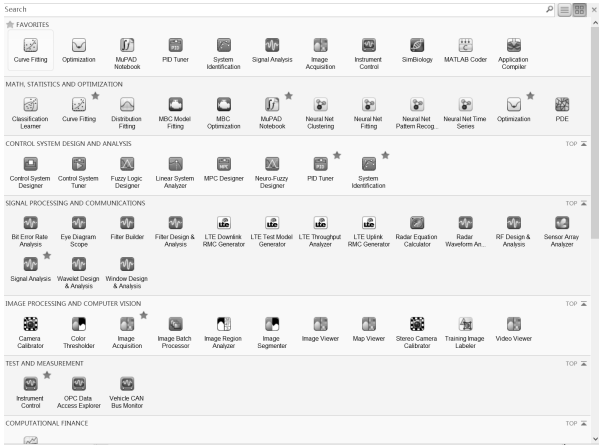 Search
FAVORITES
Curve Fitting Optimization MuPAD Notebook PID Tuner System Identification Signal Analysis Image Acquisition Instrument Control SimBiology MATLAB Coder Application Compiler
MATH, STATISTICS AND OPTIMIZATION
Classification Learner Curve Fitting Distribution Fitting MBC Model Fitting MBC Optimization MuPAD Notebook Neural Net Clustering Neural Net Fitting Neural Net Pattern Recog... Neural Net Time Series Optimization PDE
CONTROL SYSTEM DESIGN AND ANALYSIS TOP
Control System Designer Control System Tuner Fuzzy Logic Designer Linear System Analyzer MPC Designer Neuro-Fuzzy Designer PID Tuner System Identification
SIGNAL PROCESSING AND COMMUNICATIONS TOP
Bit Error Rate Analysis Eye Diagram Scope Filter Builder Filter Design & Analysis LTE Downlink RMC Generator LTE Test Model Generator LTE Throughput Analyzer LTE Uplink RMC Generator Radar Equation Calculator Radar Waveform An... RF Design & Analysis Sensor Array Analyzer
Signal Analysis Wavelet Design & Analysis Window Design & Analysis
IMAGE PROCESSING AND COMPUTER VISION TOP
Camera Calibrator Color Thresholder Image Acquisition Image Batch Processor Image Region Analyzer Image Segmenter Image Viewer Map Viewer Stereo Camera Calibrator Training Image Labeler Video Viewer
TEST AND MEASUREMENT TOP
Instrument Control OPC Data Access Explorer Vehicle CAN Bus Monitor
COMPUTATIONAL FINANCE TOP